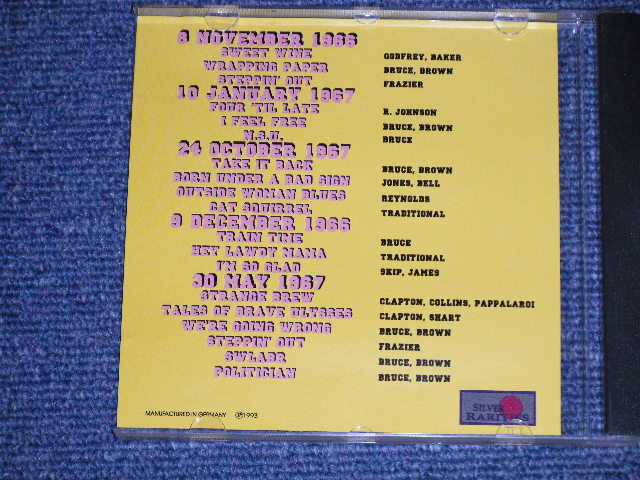 8 NOVEMBER 1966
SWEET WINE GODFREY, BAKER
WRAPPING PAPER BRUCE, BROWN
STEPPIN' OUT FRAZIER
10 JANUARY 1967
FOUR 'TIL LATE R. JOHNSON
I FEEL FREE BRUCE, BROWN
N.S.U. BRUCE
24 OCTOBER 1967
TAKE IT BACK BRUCE, BROWN
BORN UNDER A BAD SIGN JONES, BELL
OUTSIDE WOMAN BLUES REYNOLDS
CAT SQUIRREL TRADITIONAL
9 DECEMBER 1966
TRAIN TIME BRUCE
HEY LAWDY MAMA TRADITIONAL
I'M SO GLAD SKIP, JAMES
30 MAY 1967
STRANGE BREW CLAPTON, COLLINS, PAPPALARDI
TALES OF BRAVE ULYSSES CLAPTON, SHART
WE'RE GOING WRONG BRUCE, BROWN
STEPPIN' OUT FRAZIER
SWLABR BRUCE, BROWN
POLITICIAN BRUCE, BROWN
MANUFACTURED IN GERMANY ℗1993
SILVER
RARITIES